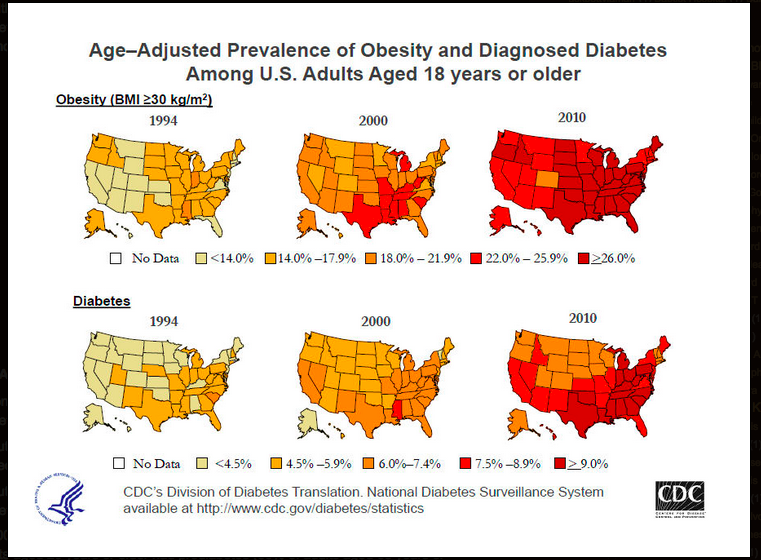 Age–Adjusted Prevalence of Obesity and Diagnosed Diabetes
Among U.S. Adults Aged 18 years or older
Obesity (BMI ≥30 kg/m²)
1994
2000
2010
No Data <14.0% 14.0% –17.9% 18.0% – 21.9% 22.0% – 25.9% ≥26.0%
Diabetes
1994
2000
2010
No Data <4.5% 4.5% –5.9% 6.0%–7.4% 7.5% –8.9% ≥ 9.0%
CDC's Division of Diabetes Translation. National Diabetes Surveillance System
available at http://www.cdc.gov/diabetes/statistics
CDC